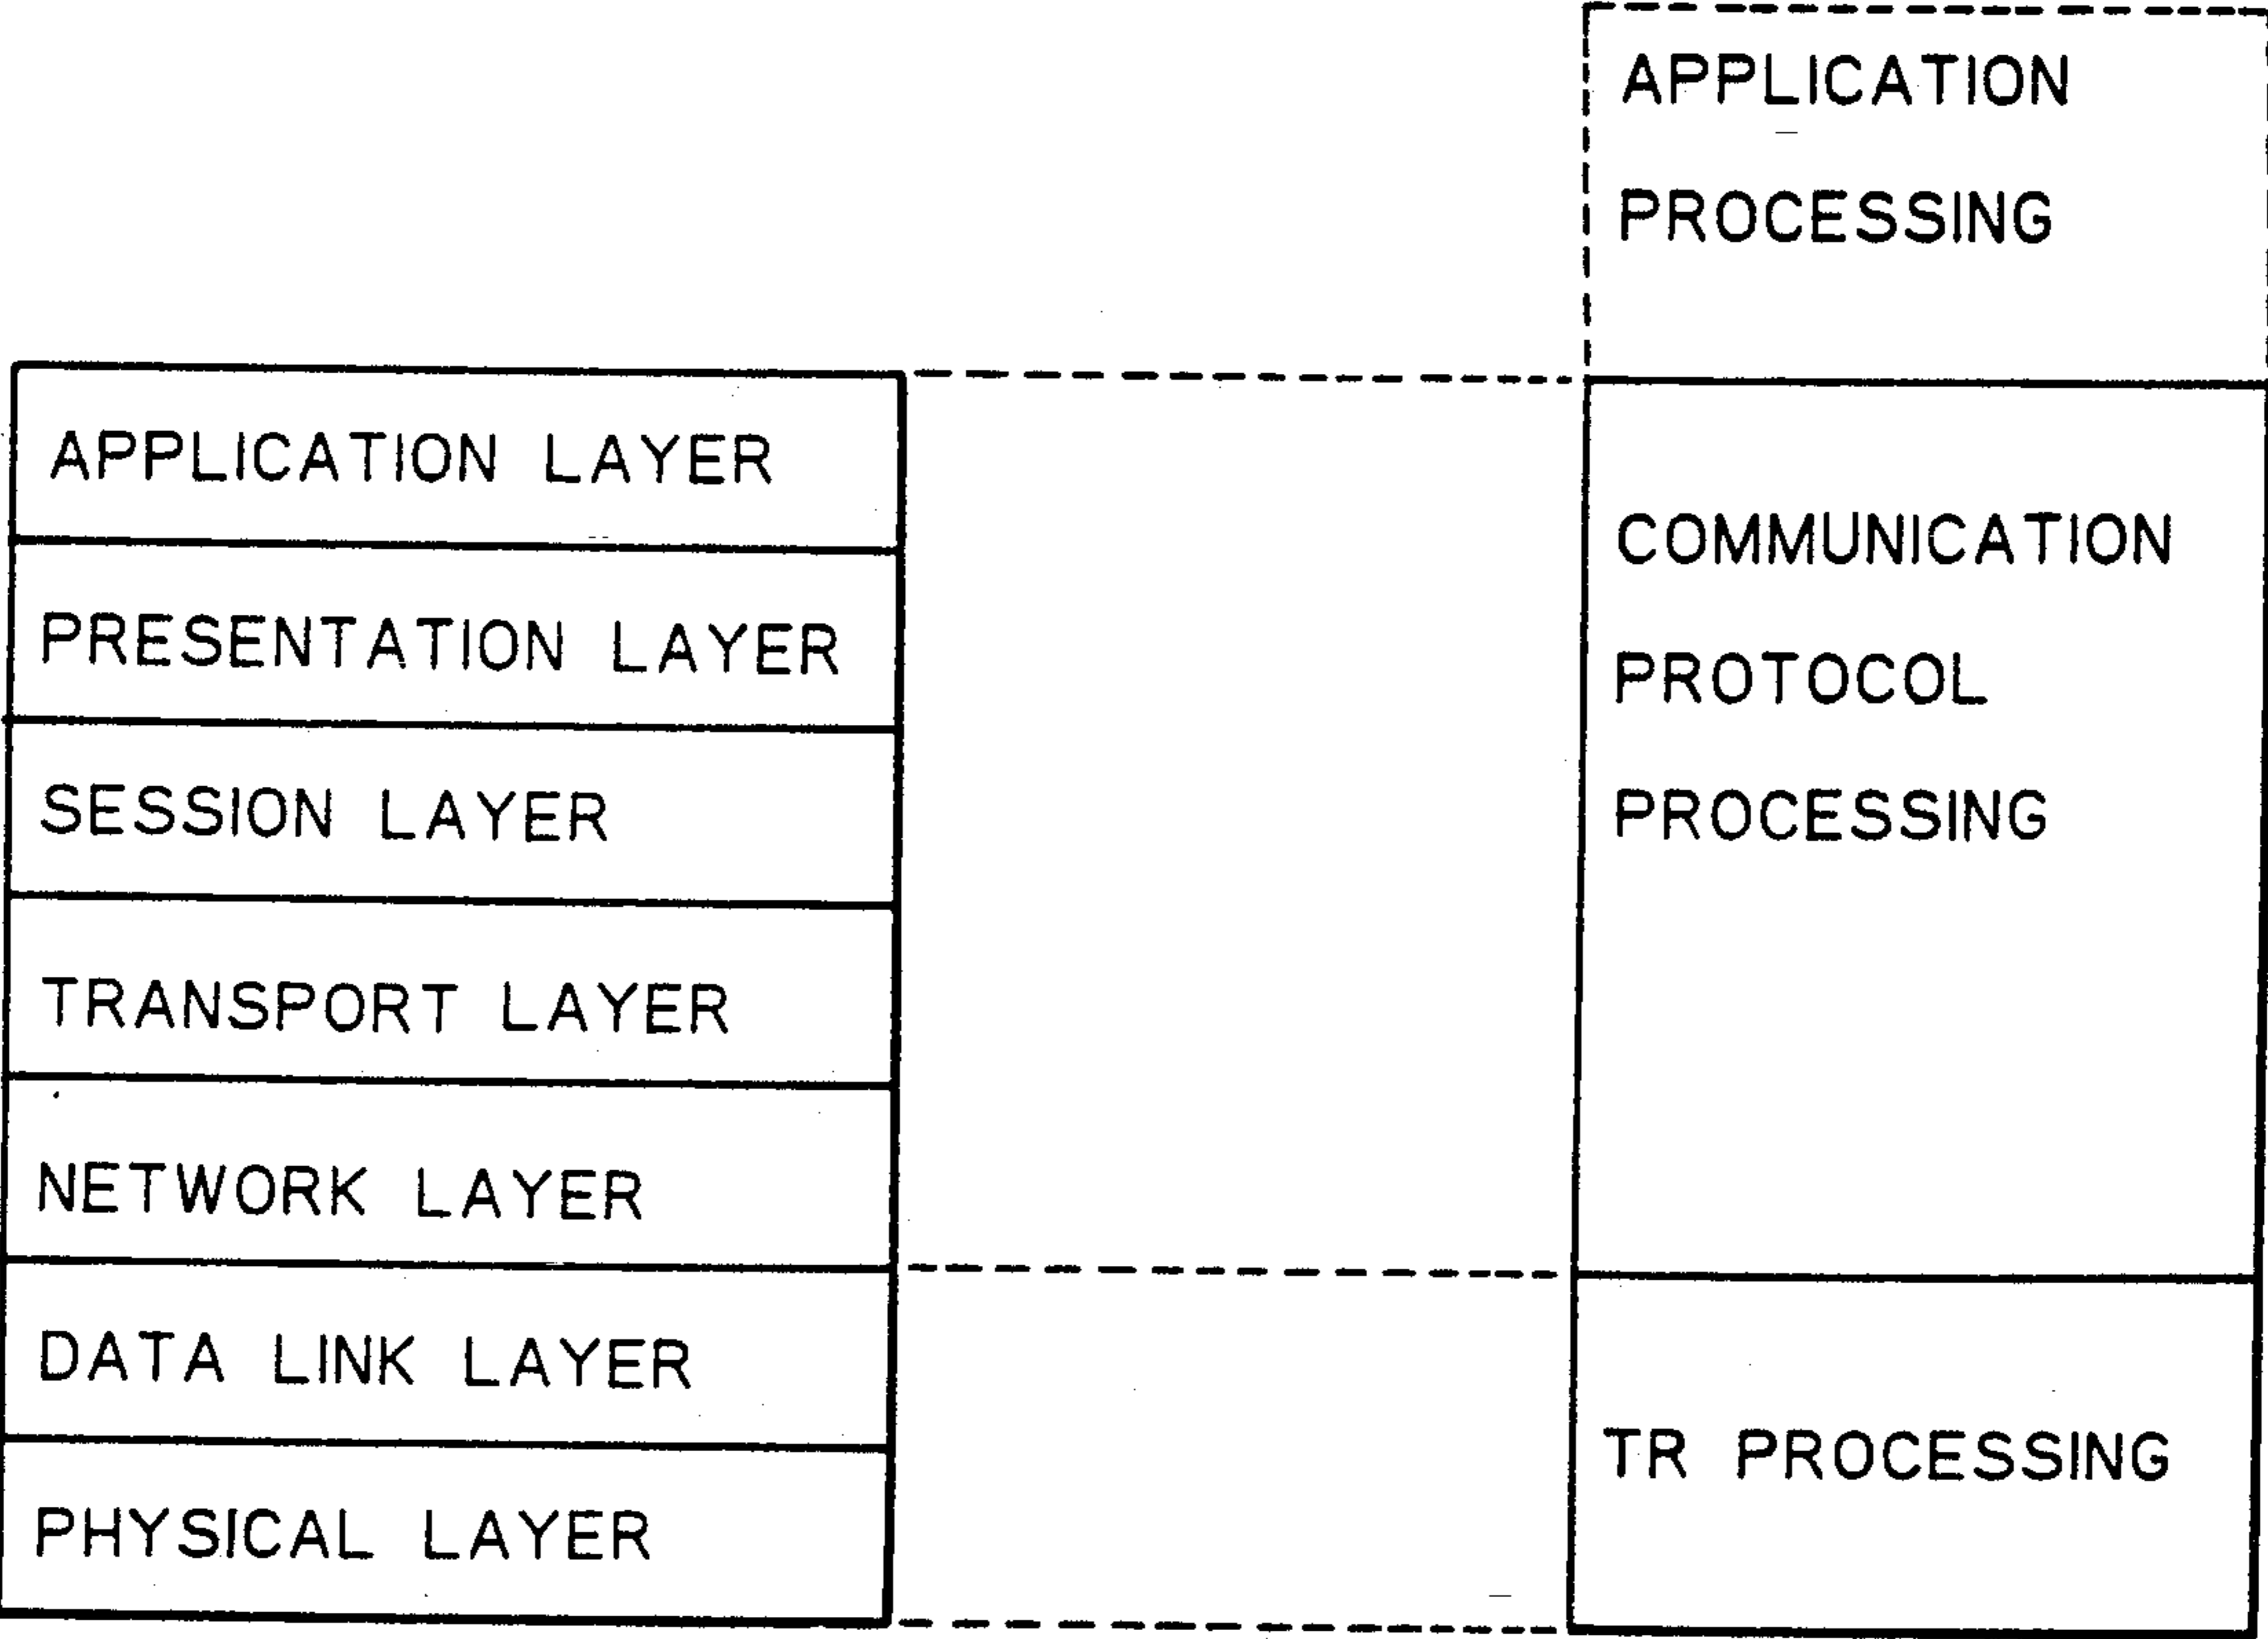 APPLICATION
PROCESSING
APPLICATION LAYER
PRESENTATION LAYER
SESSION LAYER
TRANSPORT LAYER
NETWORK LAYER
DATA LINK LAYER
PHYSICAL LAYER
COMMUNICATION
PROTOCOL
PROCESSING
TR PROCESSING